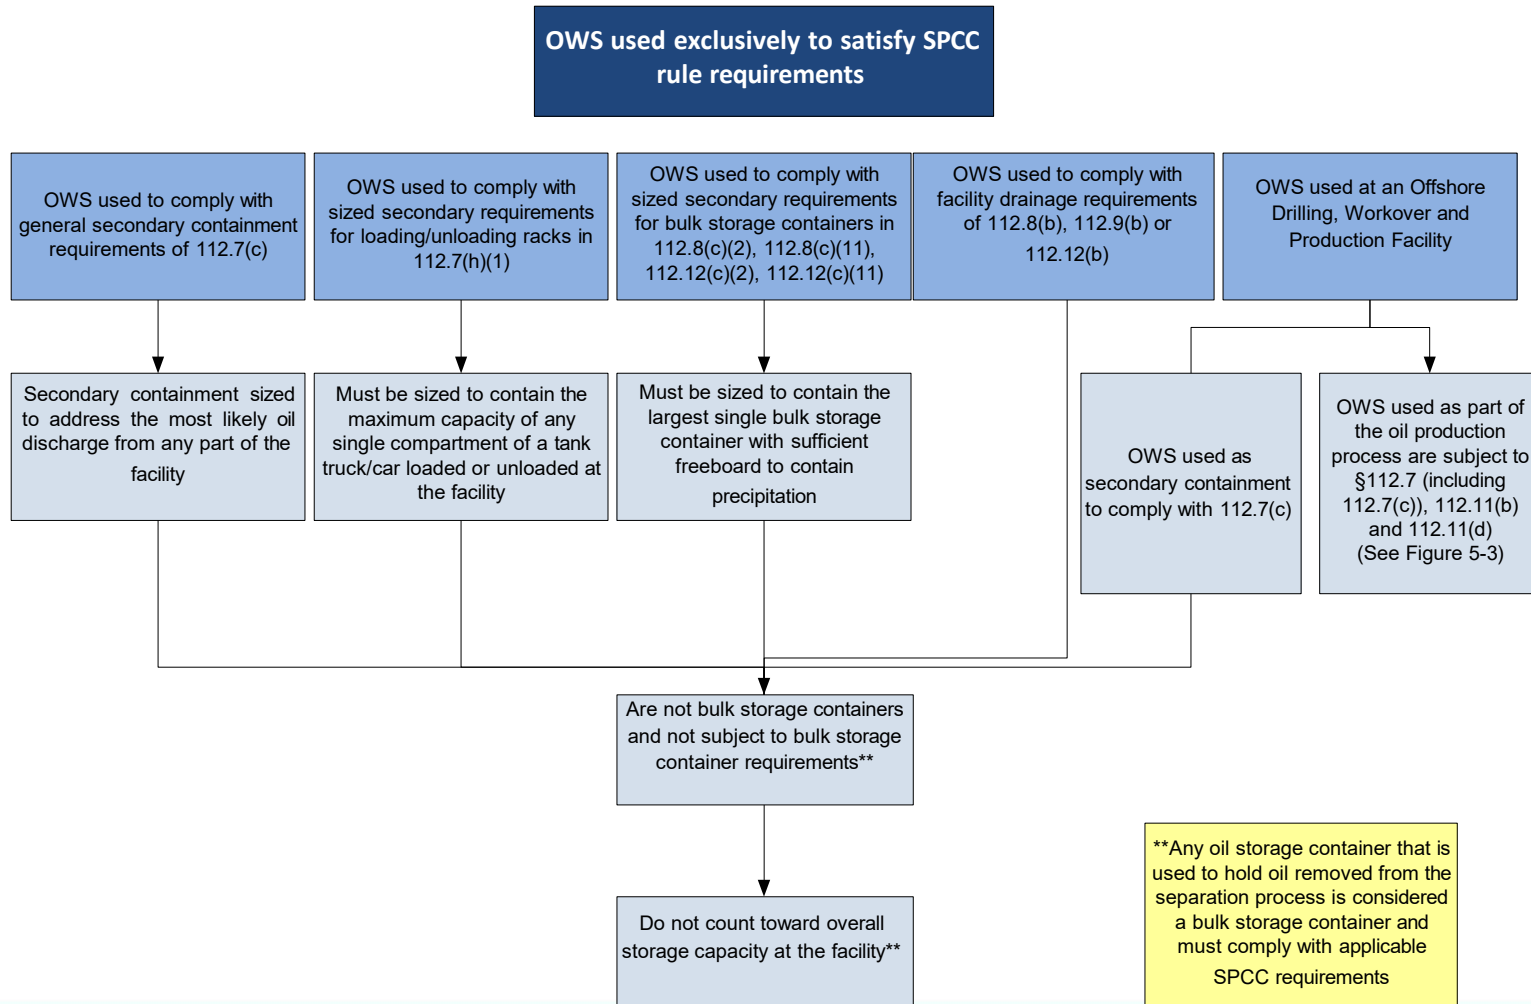 OWS used exclusively to satisfy SPCC
rule requirements
OWS used to comply with
general secondary containment
requirements of 112.7(c)
OWS used to comply with
sized secondary requirements
for loading/unloading racks in
112.7(h)(1)
OWS used to comply with
sized secondary requirements
for bulk storage containers in
112.8(c)(2), 112.8(c)(11),
112.12(c)(2), 112.12(c)(11)
OWS used to comply with
facility drainage requirements
of 112.8(b), 112.9(b) or
112.12(b)
OWS used at an Offshore
Drilling, Workover and
Production Facility
Secondary containment sized
to address the most likely oil
discharge from any part of the
facility
Must be sized to contain the
maximum capacity of any
single compartment of a tank
truck/car loaded or unloaded at
the facility
Must be sized to contain the
largest single bulk storage
container with sufficient
freeboard to contain
precipitation
OWS used as
secondary containment
to comply with 112.7(c)
OWS used as part of
the oil production
process are subject to
§112.7 (including
112.7(c)), 112.11(b)
and 112.11(d)
(See Figure 5-3)
Are not bulk storage containers
and not subject to bulk storage
container requirements**
Do not count toward overall
storage capacity at the facility**
**Any oil storage container that is
used to hold oil removed from the
separation process is considered
a bulk storage container and
must comply with applicable
SPCC requirements